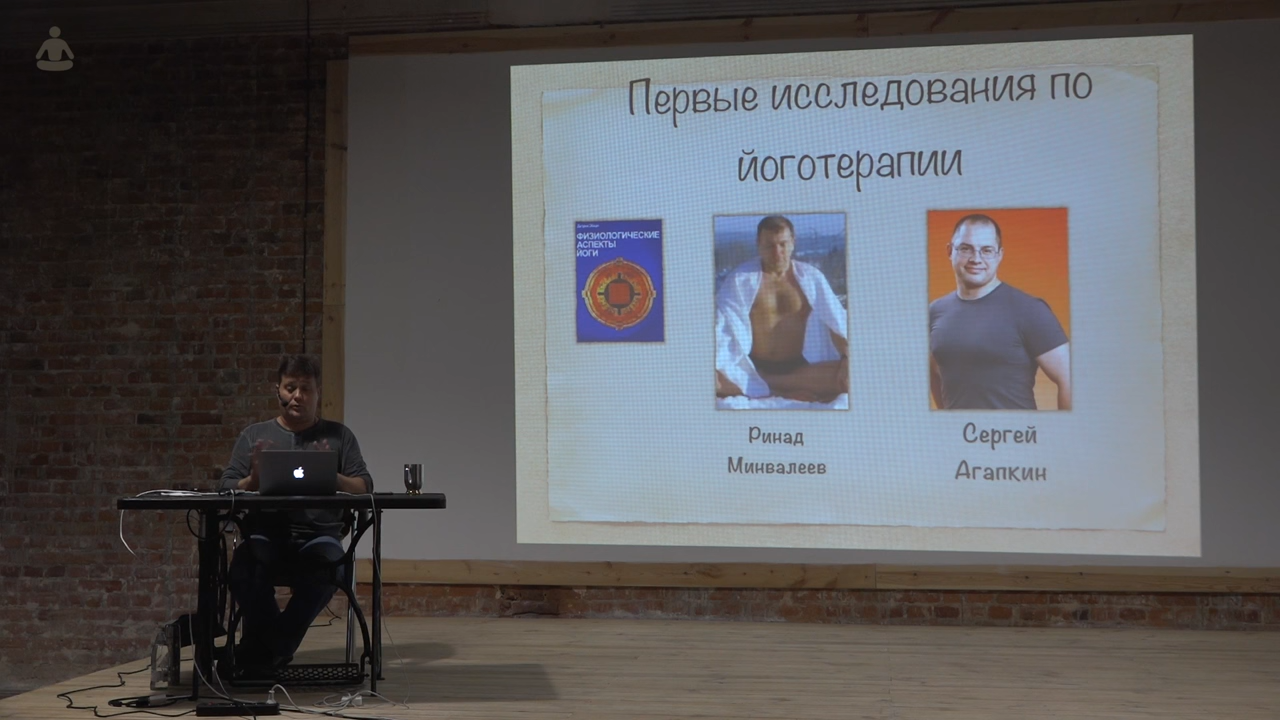 Первые исследования по
йоготерапии
ФИЗИОЛОГИЧЕСКИЕ
АСПЕКТЫ
ЙОГИ
Ринад
Минвалеев
Сергей
Агапкин